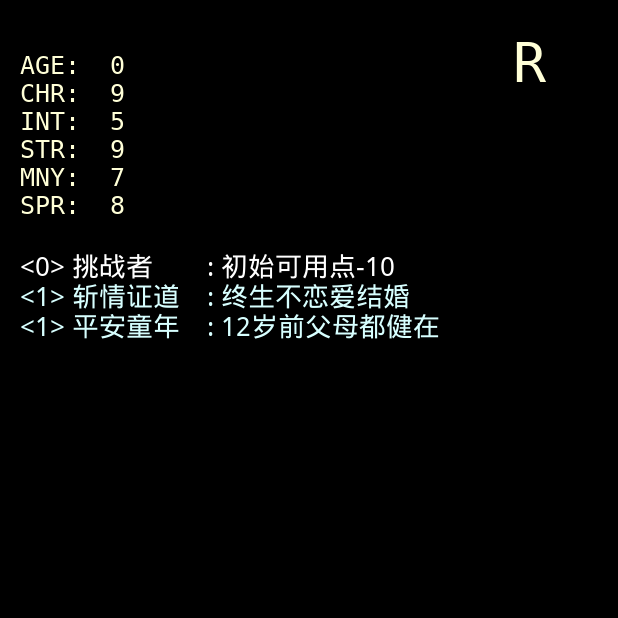 R
AGE: 0
CHR: 9
INT: 5
STR: 9
MNY: 7
SPR: 8
<0> 挑战者 : 初始可用点-10
<1> 斩情证道 : 终生不恋爱结婚
<1> 平安童年 : 12岁前父母都健在